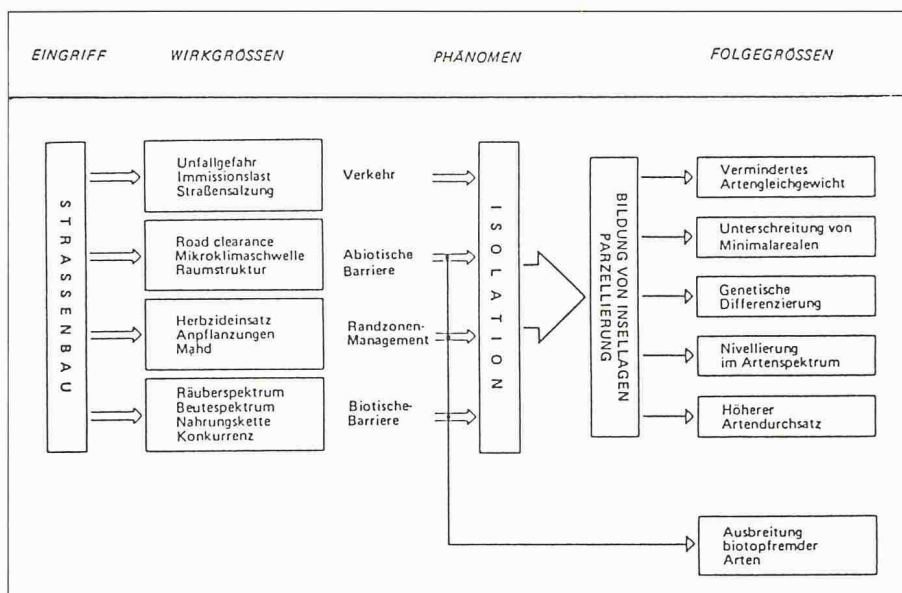 EINGRIFF
WIRKGRÖSSEN
PHÄNOMEN
FOLGEGRÖSSEN
STRASSENBAU
Unfallgefahr
Immissionslast
Straßensalzung
Verkehr
Road clearance
Mikroklimaschwelle
Raumstruktur
Abiotische
Barriere
Herbzideinsatz
Anpflanzungen
Mahd
Randzonen-
Management
Räuberspektrum
Beutespektrum
Nahrungskette
Konkurrenz
Biotische-
Barriere
ISOLATION
BILDUNG VON INSELLAGEN
PARZELLIERUNG
Vermindertes
Artengleichgewicht
Unterschreitung von
Minimalarealen
Genetische
Differenzierung
Nivellierung
im Artenspektrum
Höherer
Artendurchsatz
Ausbreitung
biotopfremder
Arten